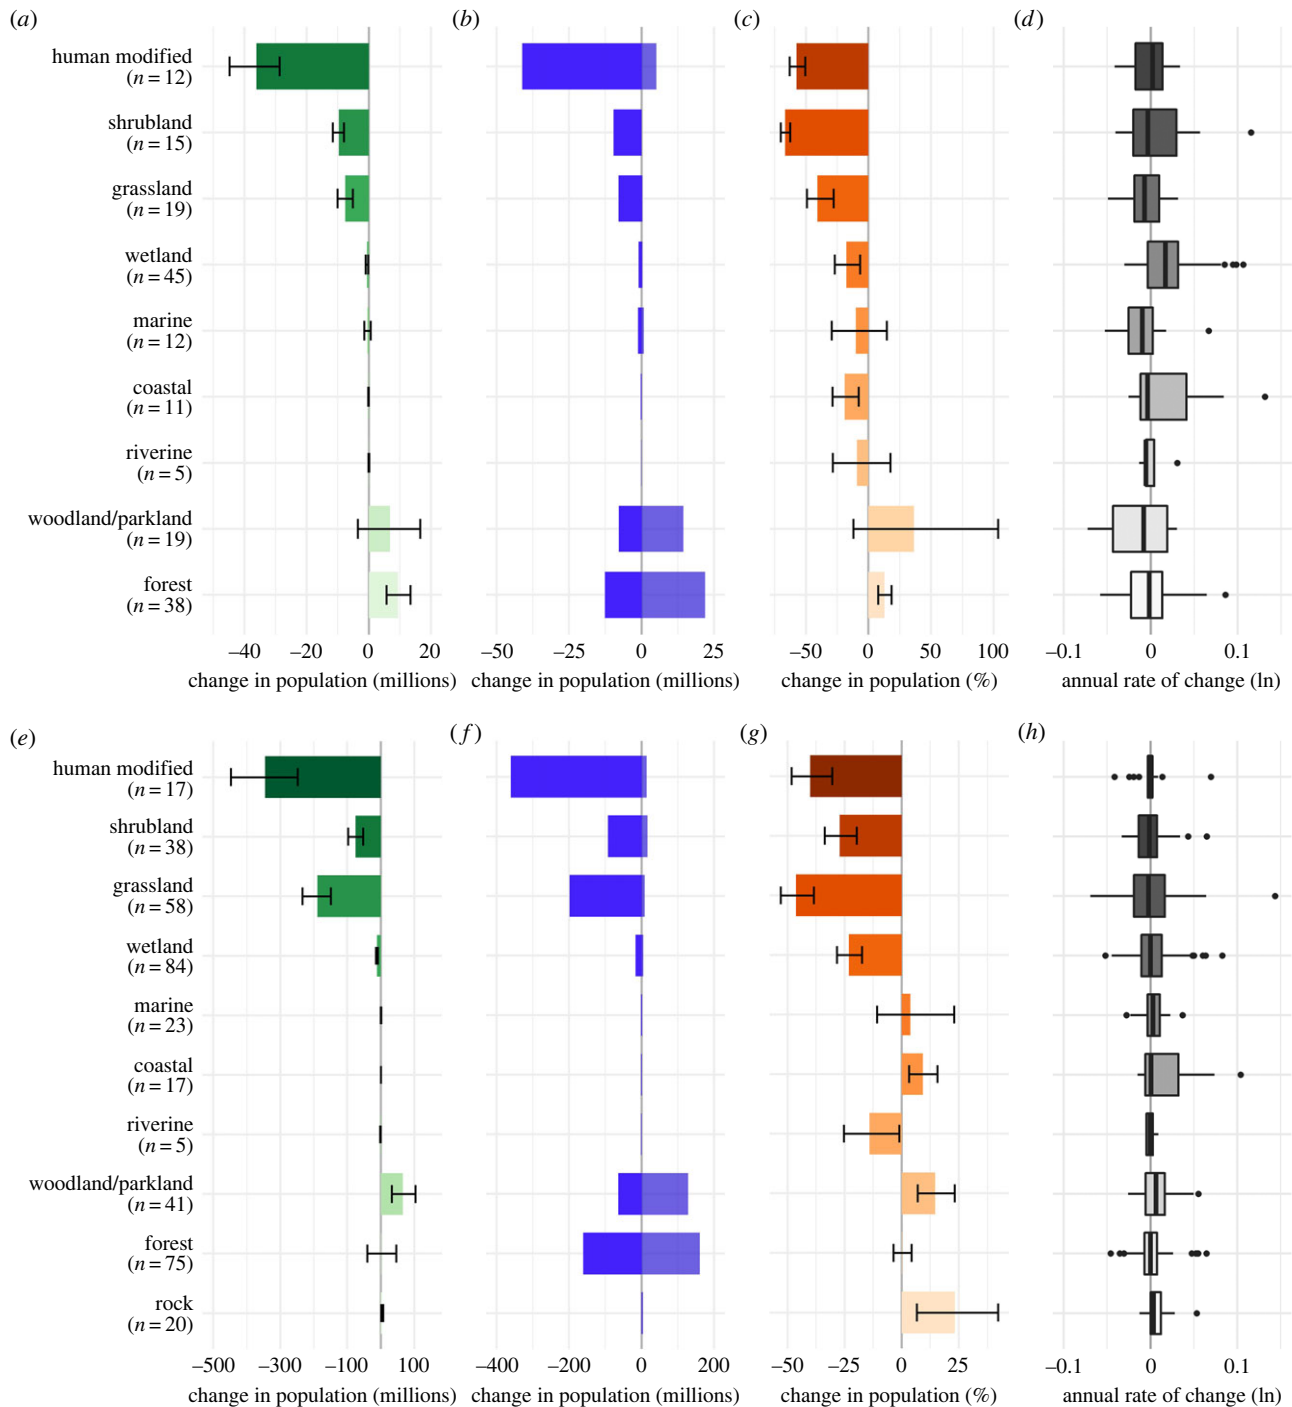 (a) (b) (c) (d)
human modified
(n = 12)
shrubland
(n = 15)
grassland
(n = 19)
wetland
(n = 45)
marine
(n = 12)
coastal
(n = 11)
riverine
(n = 5)
woodland/parkland
(n = 19)
forest
(n = 38)
–40 –20 0 20 –50 –25 0 25 –50 0 50 100 –0.1 0 0.1
change in population (millions) change in population (millions) change in population (%) annual rate of change (ln)
(e) (f) (g) (h)
human modified
(n = 17)
shrubland
(n = 38)
grassland
(n = 58)
wetland
(n = 84)
marine
(n = 23)
coastal
(n = 17)
riverine
(n = 5)
woodland/parkland
(n = 41)
forest
(n = 75)
rock
(n = 20)
–500 –300 –100 100 –400 –200 0 200 –50 –25 0 25 –0.1 0 0.1
change in population (millions) change in population (millions) change in population (%) annual rate of change (ln)